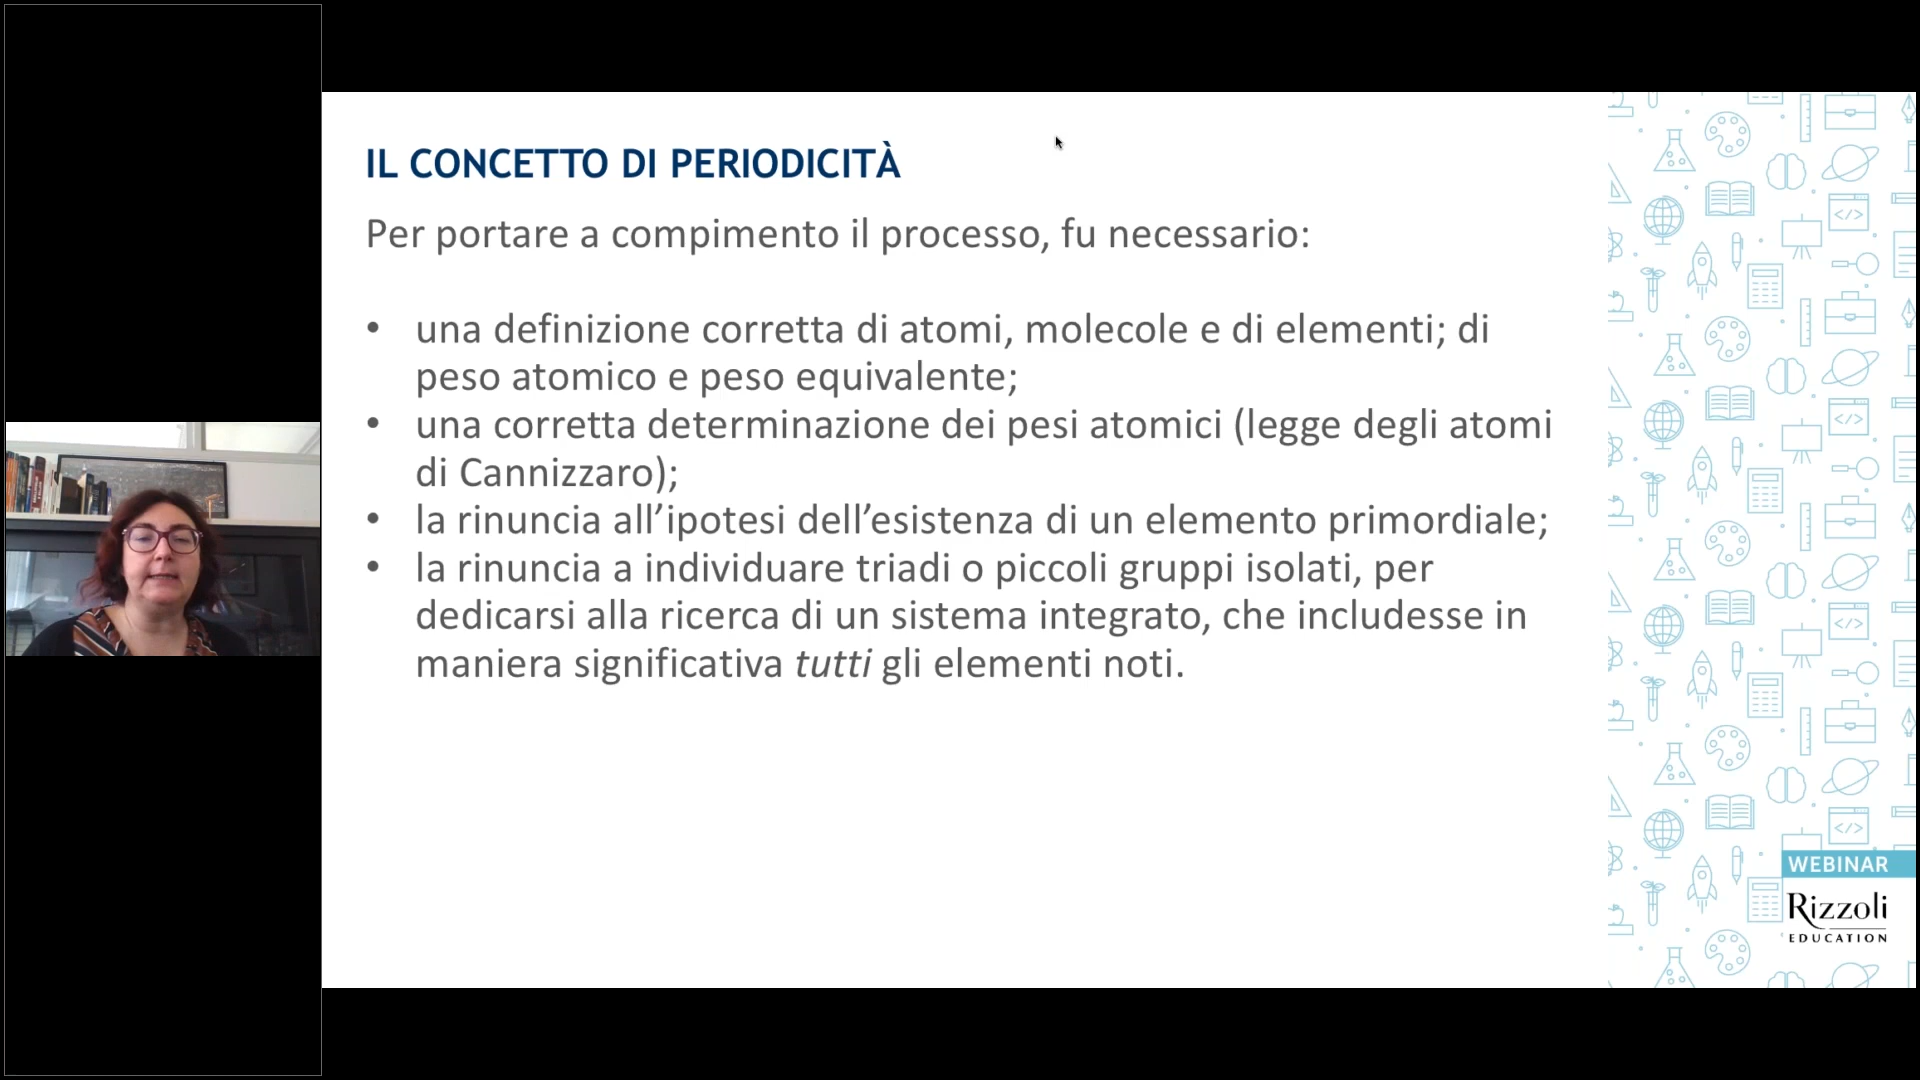 IL CONCETTO DI PERIODICITÀ
Per portare a compimento il processo, fu necessario:
• una definizione corretta di atomi, molecole e di elementi; di
peso atomico e peso equivalente;
• una corretta determinazione dei pesi atomici (legge degli atomi
di Cannizzaro);
• la rinuncia all’ipotesi dell’esistenza di un elemento primordiale;
• la rinuncia a individuare triadi o piccoli gruppi isolati, per
dedicarsi alla ricerca di un sistema integrato, che includesse in
maniera significativa tutti gli elementi noti.
WEBINAR
Rizzoli
EDUCATION